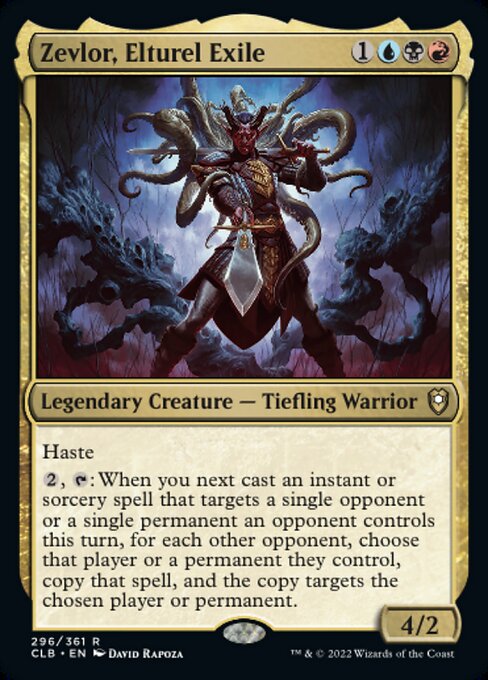 Zevlor, Elturel Exile 1
Legendary Creature — Tiefling Warrior
Haste
2, : When you next cast an instant or
sorcery spell that targets a single opponent
or a single permanent an opponent controls
this turn, for each other opponent, choose
that player or a permanent they control,
copy that spell, and the copy targets the
chosen player or permanent.
4/2
296/361 R
CLB • EN DAVID RAPOZA ™ & © 2022 Wizards of the Coast